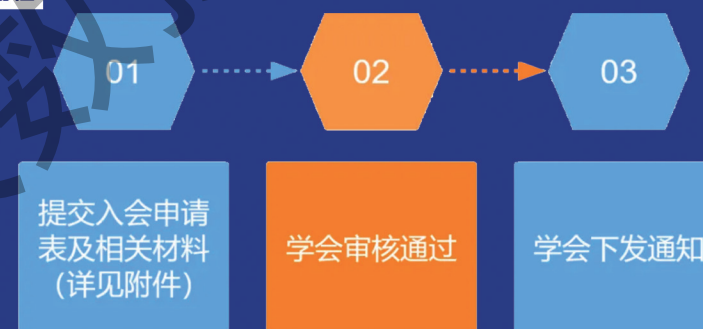 01
02
03
提交入会申请
表及相关材料
(详见附件)
学会审核通过
学会下发通知